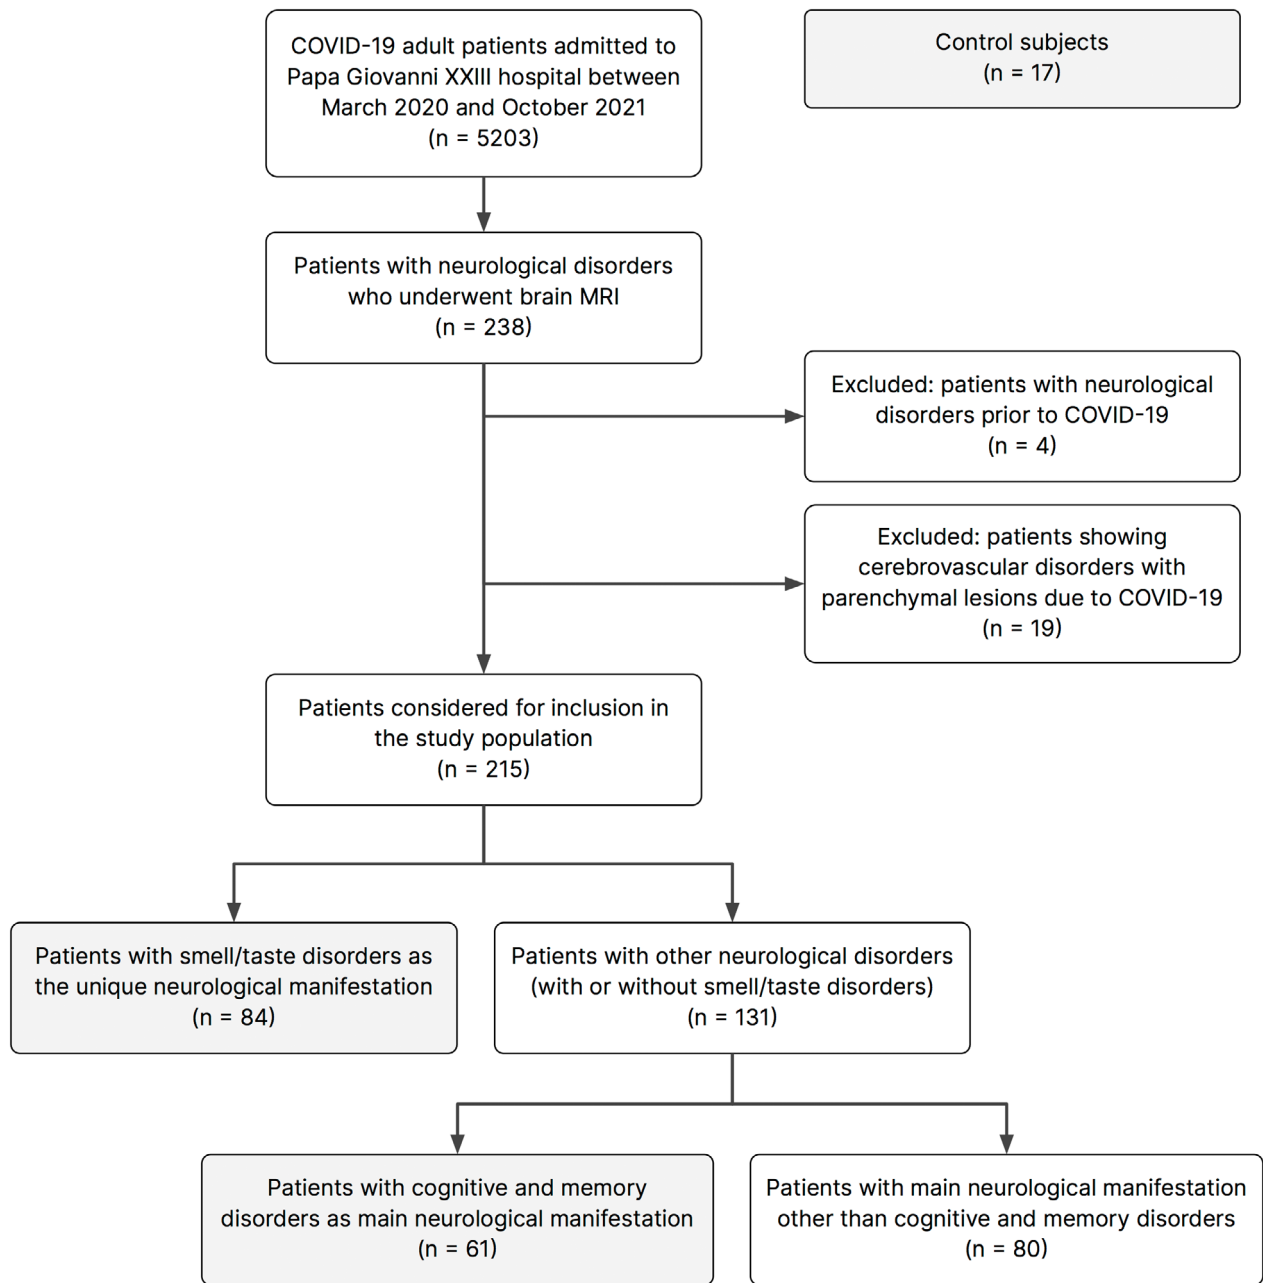 COVID-19 adult patients admitted to
Papa Giovanni XXIII hospital between
March 2020 and October 2021
(n = 5203)
Control subjects
(n = 17)
Patients with neurological disorders
who underwent brain MRI
(n = 238)
Excluded: patients with neurological
disorders prior to COVID-19
(n = 4)
Excluded: patients showing
cerebrovascular disorders with
parenchymal lesions due to COVID-19
(n = 19)
Patients considered for inclusion in
the study population
(n = 215)
Patients with smell/taste disorders as
the unique neurological manifestation
(n = 84)
Patients with other neurological disorders
(with or without smell/taste disorders)
(n = 131)
Patients with cognitive and memory
disorders as main neurological manifestation
(n = 61)
Patients with main neurological manifestation
other than cognitive and memory disorders
(n = 80)